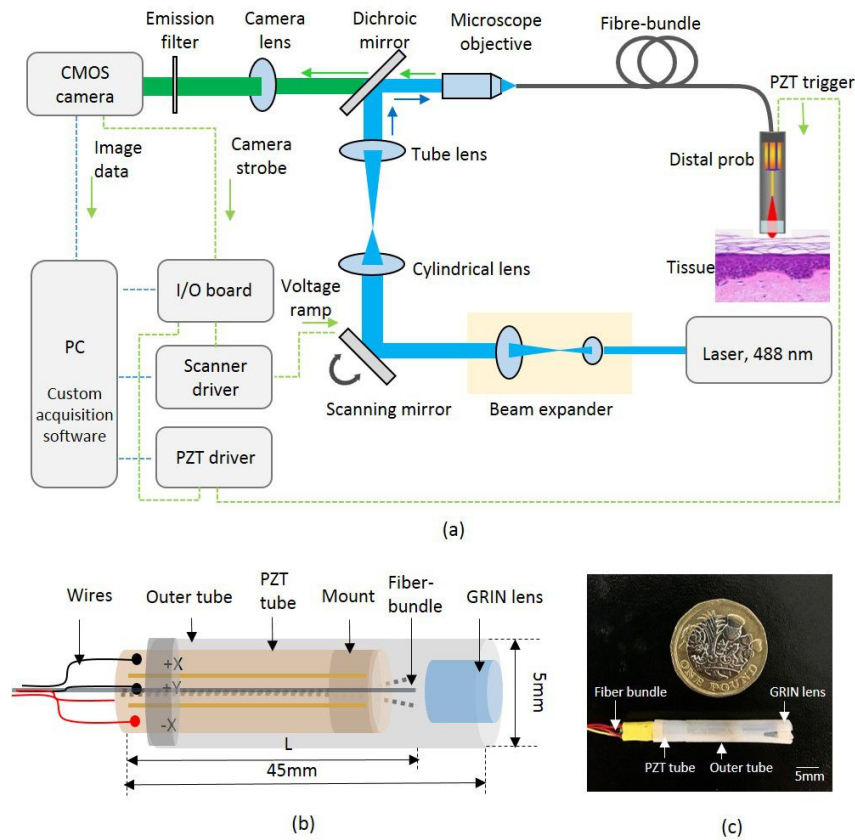 Emission
filter
Camera
lens
Dichroic
mirror
Microscope
objective
Fibre-bundle
CMOS
camera
PZT trigger
Image
data
Camera
strobe
Tube lens
Distal prob
Cylindrical lens
Tissue
I/O board
Voltage
ramp
PC
Custom
acquisition
software
Scanner
driver
Laser, 488 nm
Scanning mirror
Beam expander
PZT driver
(a)
Wires
Outer tube
PZT
tube
Mount
Fiber-
bundle
GRIN lens
+X
+Y
-X
5mm
L
45mm
(b)
ONE POUND
Fiber bundle
GRIN lens
PZT tube
Outer tube
5mm
(c)